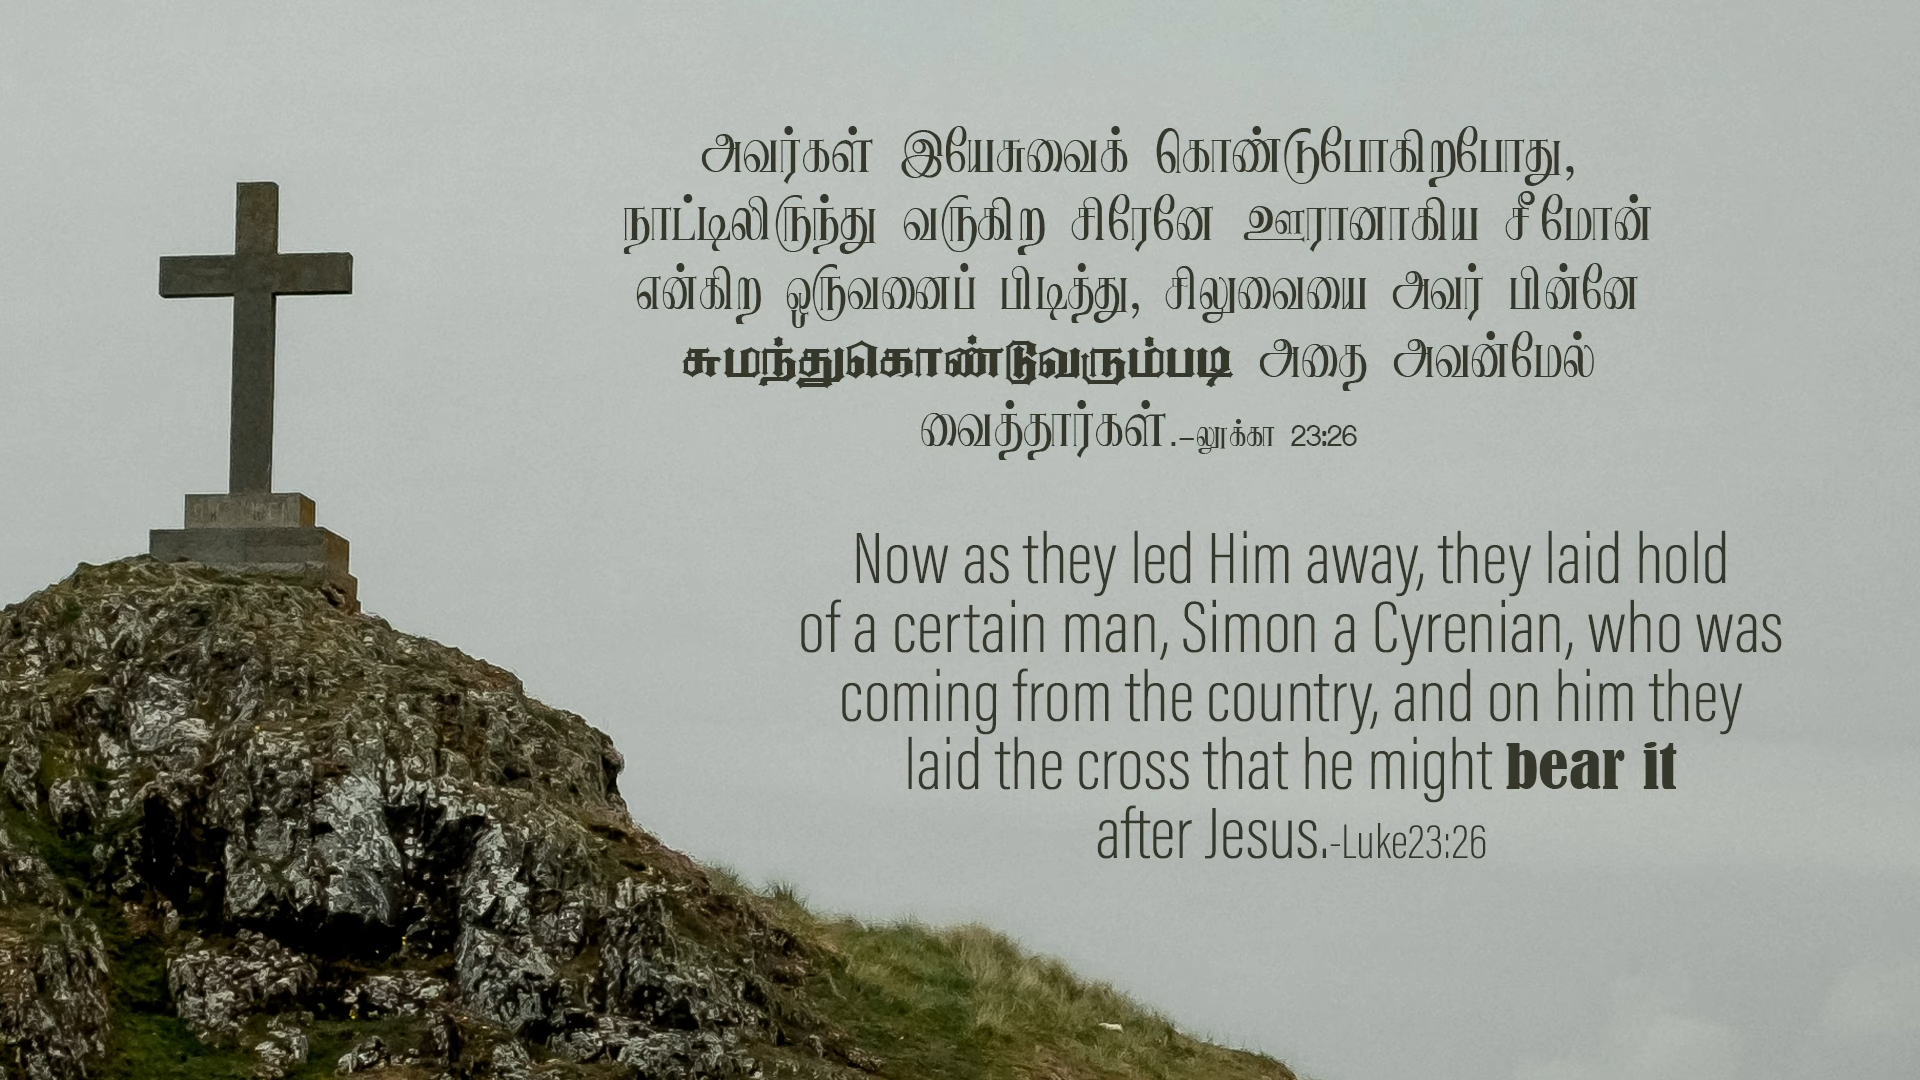 அவர்கள் இயேசுவைக் கொண்டுபோகிறபோது,
நாட்டிலிருந்து வருகிற சிரேனே ஊரானாகிய சீமோன்
என்கிற ஒருவனைப் பிடித்து, சிலுவையை அவர் பின்னே
சுமந்துகொண்டுவரும்படி அதை அவன்மேல்
வைத்தார்கள்.-லூக்கா 23:26
Now as they led Him away, they laid hold
of a certain man, Simon a Cyrenian, who was
coming from the country, and on him they
laid the cross that he might bear it
after Jesus.-Luke23:26